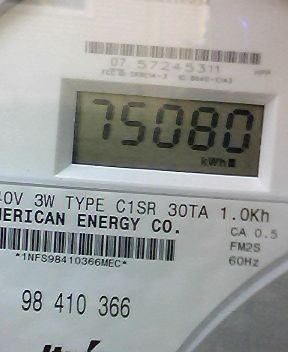 07 57245311
75080
kWh
40V 3W TYPE C1SR 30TA 1.0Kh
MERICAN ENERGY CO.
CA 0.5
FM2S
*1NFS98410366MEC*
60Hz
98 410 366